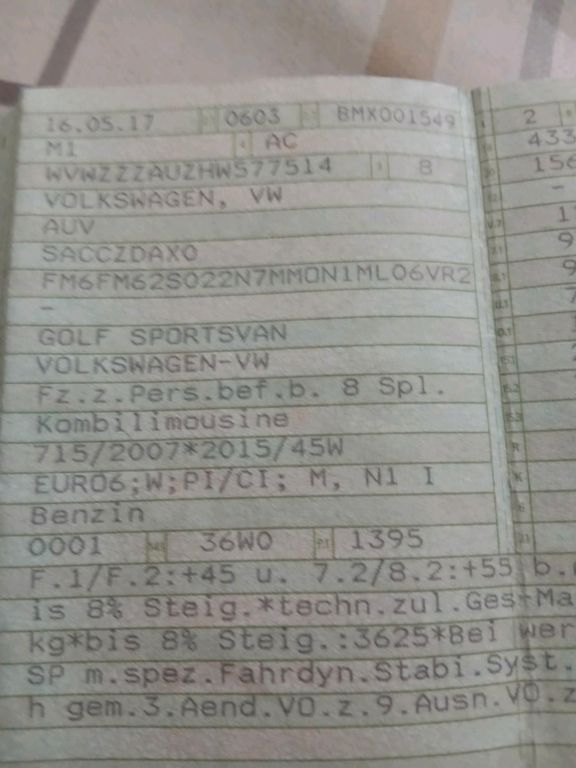 16.05.17 0603 BMX001549 2
M1 AC 433
WVWZZZAUZHW577514 8 156
VOLKSWAGEN, VW -
AUV 1
SACCZDAX0 9
FM6FM62S022N7MMON1ML06VR2 9
- 7
GOLF SPORTSVAN
VOLKSWAGEN-VW
Fz.z.Pers.bef.b. 8 Spl.
Kombilimousine
715/2007*2015/45W
EURO6;W;PI/CI; M, N1 I
Benzin
0001 36W0 1395
F.1/F.2:+45 u. 7.2/8.2:+55 b.
is 8% Steig.*techn.zul.Ges-Ma
kg*bis 8% Steig.:3625*Bei wer
SP m.spez.Fahrdyn.Stabi.Syst.
h gem.3.Aend.VO.z.9.Ausn.VO.z